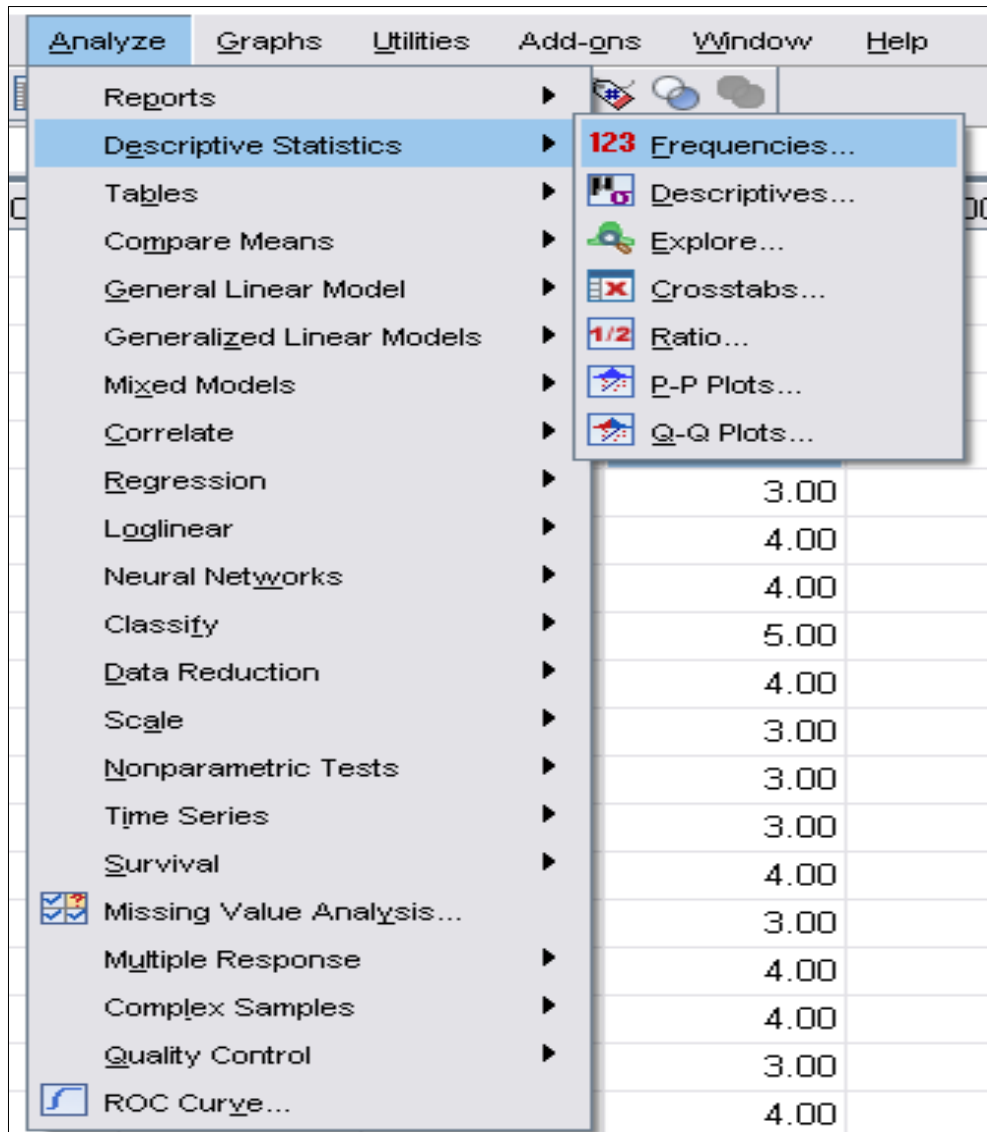 Analyze Graphs Utilities Add-ons Window Help
Reports
Descriptive Statistics
Tables
Compare Means
General Linear Model
Generalized Linear Models
Mixed Models
Correlate
Regression
Loglinear
Neural Networks
Classify
Data Reduction
Scale
Nonparametric Tests
Time Series
Survival
Missing Value Analysis...
Multiple Response
Complex Samples
Quality Control
ROC Curve...
123 Frequencies...
μσ Descriptives...
Explore...
Crosstabs...
1/2 Ratio...
P-P Plots...
Q-Q Plots...
3.00
4.00
4.00
5.00
4.00
3.00
3.00
3.00
4.00
3.00
4.00
4.00
3.00
4.00